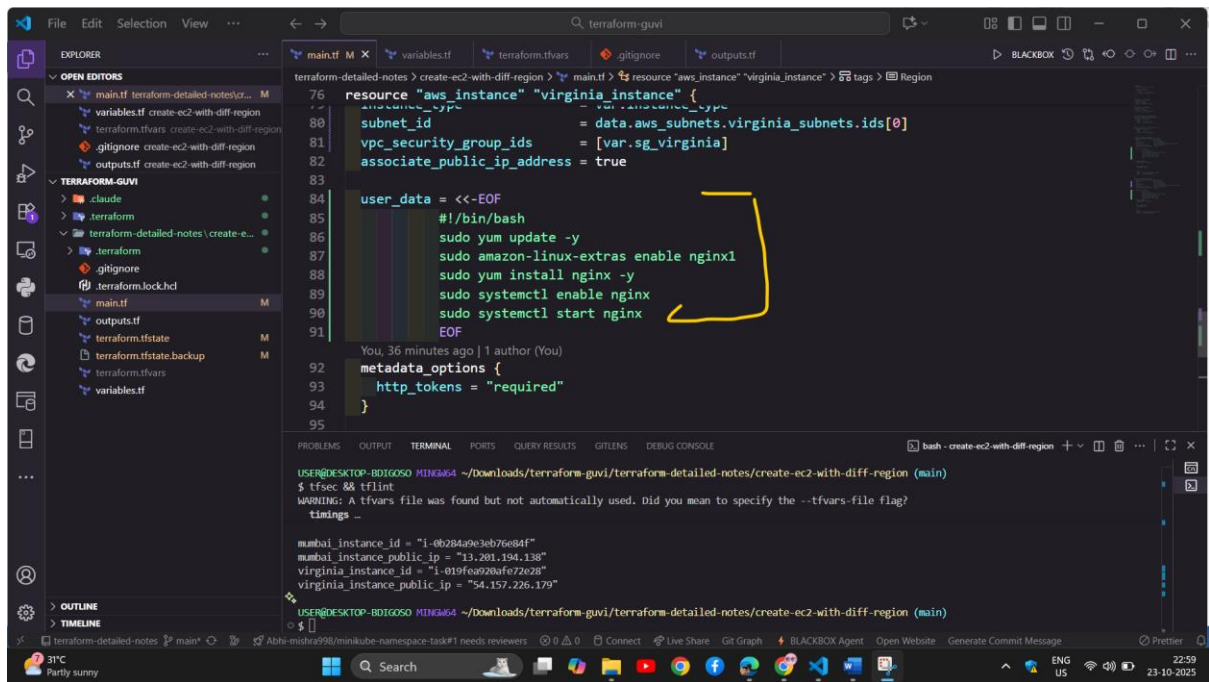 File Edit Selection View ···
terraform-guvi
EXPLORER
main.tf M
variables.tf
terraform.tfvars
.gitignore
outputs.tf
BLACKBOX
OPEN EDITORS
main.tf terraform-detailed-notes\cr... M
variables.tf create-ec2-with-diff-region
terraform.tfvars create-ec2-with-diff-region
.gitignore create-ec2-with-diff-region
outputs.tf create-ec2-with-diff-region
TERRAFORM-GUVI
.claude
.terraform
terraform-detailed-notes \ create-e...
.terraform
.gitignore
.terraform.lock.hcl
main.tf M
outputs.tf
terraform.tfstate M
terraform.tfstate.backup M
terraform.tfvars
variables.tf
OUTLINE
TIMELINE
terraform-detailed-notes > create-ec2-with-diff-region > main.tf > resource "aws_instance" "virginia_instance" > tags > Region
76 resource "aws_instance" "virginia_instance" {
79 instance_type = var.instance_type
80 subnet_id = data.aws_subnets.virginia_subnets.ids[0]
81 vpc_security_group_ids = [var.sg_virginia]
82 associate_public_ip_address = true
83
84 user_data = <<-EOF
85 #!/bin/bash
86 sudo yum update -y
87 sudo amazon-linux-extras enable nginx1
88 sudo yum install nginx -y
89 sudo systemctl enable nginx
90 sudo systemctl start nginx
91 EOF
You, 36 minutes ago | 1 author (You)
92 metadata_options {
93 http_tokens = "required"
94 }
95
PROBLEMS OUTPUT TERMINAL PORTS QUERY RESULTS GITLENS DEBUG CONSOLE
bash - create-ec2-with-diff-region
USER@DESKTOP-BDIGOSO MINGW64 ~/Downloads/terraform-guvi/terraform-detailed-notes/create-ec2-with-diff-region (main)
$ tfsec && tflint
WARNING: A tfvars file was found but not automatically used. Did you mean to specify the --tfvars-file flag?
timings …
mumbai_instance_id = "i-0b284a9e3eb76e84f"
mumbai_instance_public_ip = "13.201.194.138"
virginia_instance_id = "i-019fea920afe72e28"
virginia_instance_public_ip = "54.157.226.179"
USER@DESKTOP-BDIGOSO MINGW64 ~/Downloads/terraform-guvi/terraform-detailed-notes/create-ec2-with-diff-region (main)
$
terraform-detailed-notes main* Abhi-mishra998/minikube-namespace-task#1 needs reviewers 0 0 Connect Live Share Git Graph BLACKBOX Agent Open Website Generate Commit Message Prettier
7 31°C
Partly sunny
Search
ENG
US
22:59
23-10-2025